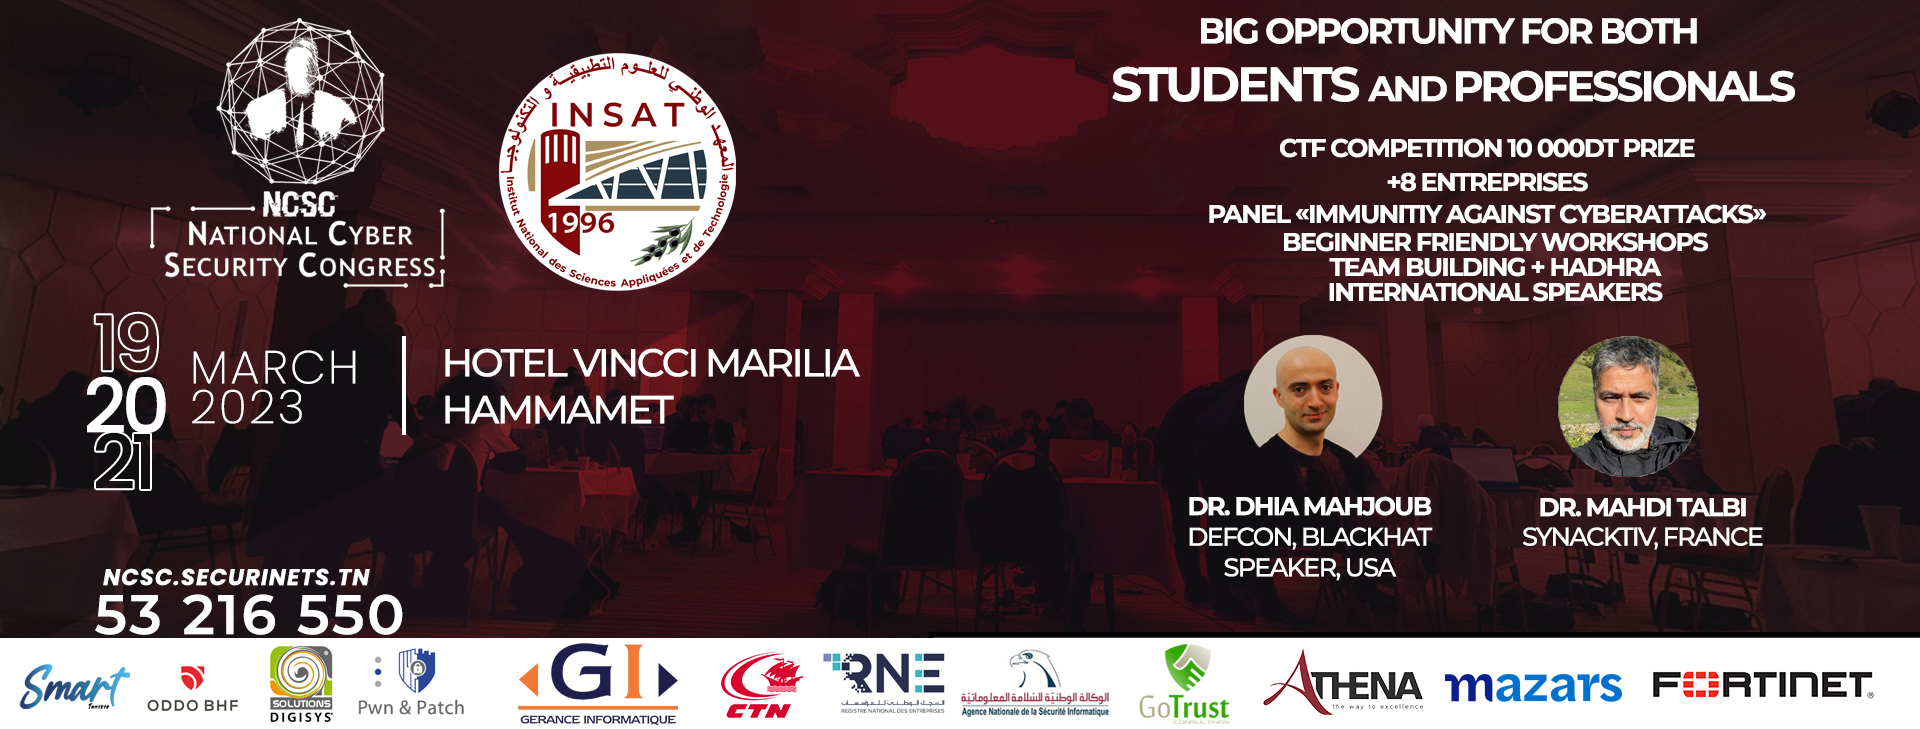 NCSC
NATIONAL CYBER
SECURITY CONGRESS
المعهد الوطني للعلوم التطبيقية و التكنولوجيا
INSAT
1996
Institut National des Sciences Appliquées et de Technologie
19
20
21
MARCH
2023
HOTEL VINCCI MARILIA
HAMMAMET
NCSC.SECURINETS.TN
53 216 550
BIG OPPORTUNITY FOR BOTH
STUDENTS AND PROFESSIONALS
CTF COMPETITION 10 000DT PRIZE
+8 ENTREPRISES
PANEL «IMMUNITIY AGAINST CYBERATTACKS»
BEGINNER FRIENDLY WORKSHOPS
TEAM BUILDING + HADHRA
INTERNATIONAL SPEAKERS
DR. DHIA MAHJOUB
DEFCON, BLACKHAT
SPEAKER, USA
DR. MAHDI TALBI
SYNACKTIV, FRANCE
Smart
Tunisie
ODDO BHF
SOLUTIONS
DIGISYS
Pwn & Patch
GI
GERANCE INFORMATIQUE
CTN
RNE
السجل الوطني للمؤسسات
REGISTRE NATIONAL DES ENTREPRISES
الوكالة الوطنية للسلامة المعلوماتية
Agence Nationale de la Sécurité Informatique
GoTrust
CONSULTINGS
ATHENA
the way to excellence
mazars
FORTINET®